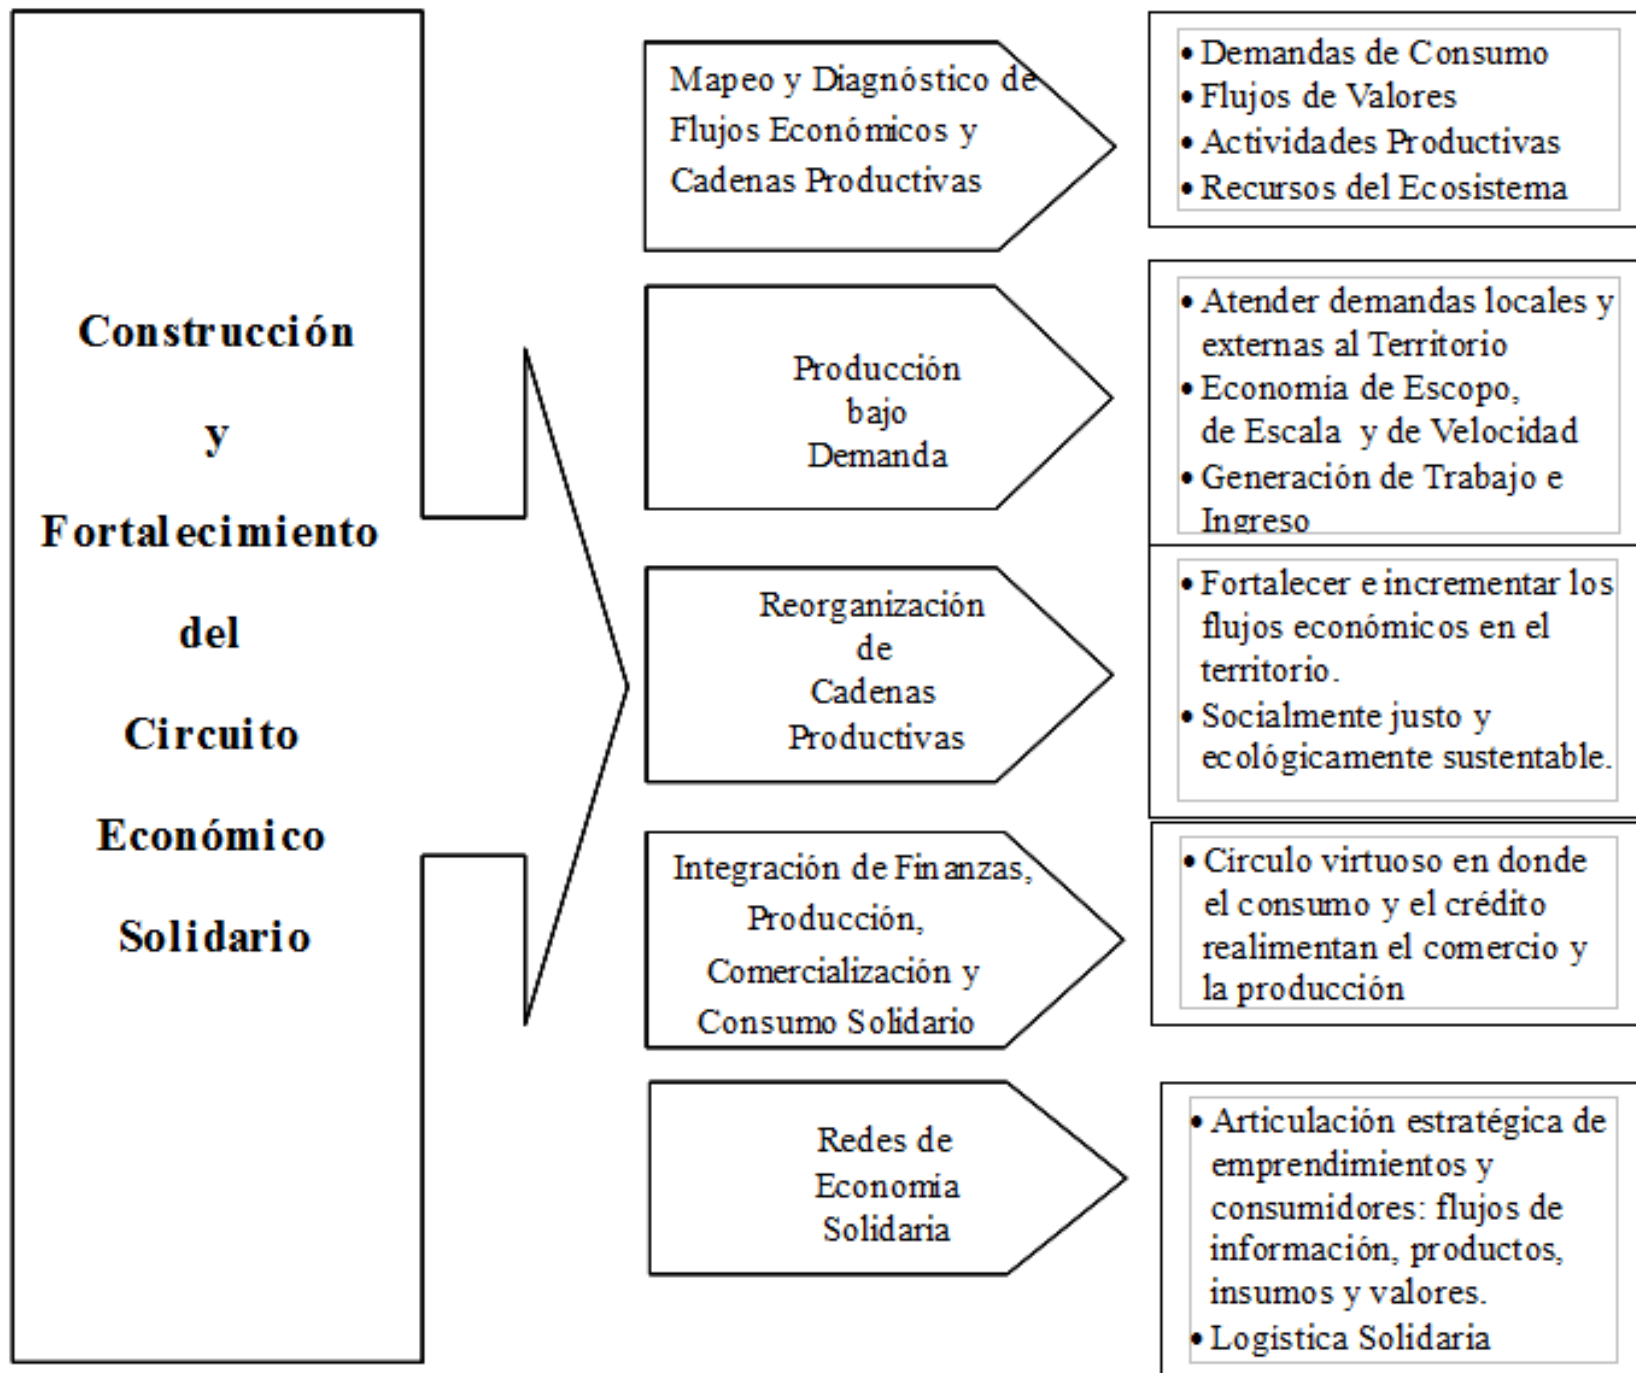 Construcción
y
Fortalecimiento
del
Circuito
Económico
Solidario
Mapeo y Diagnóstico de
Flujos Económicos y
Cadenas Productivas
• Demandas de Consumo
• Flujos de Valores
• Actividades Productivas
• Recursos del Ecosistema
Producción
bajo
Demanda
• Atender demandas locales y
externas al Territorio
• Economía de Escopo,
de Escala y de Velocidad
• Generación de Trabajo e
Ingreso
Reorganización
de
Cadenas
Productivas
• Fortalecer e incrementar los
flujos económicos en el
territorio.
• Socialmente justo y
ecológicamente sustentable.
Integración de Finanzas,
Producción,
Comercialización y
Consumo Solidario
• Círculo virtuoso en donde
el consumo y el crédito
realimentan el comercio y
la producción
Redes de
Economía
Solidaria
• Articulación estratégica de
emprendimientos y
consumidores: flujos de
información, productos,
insumos y valores.
• Logística Solidaria